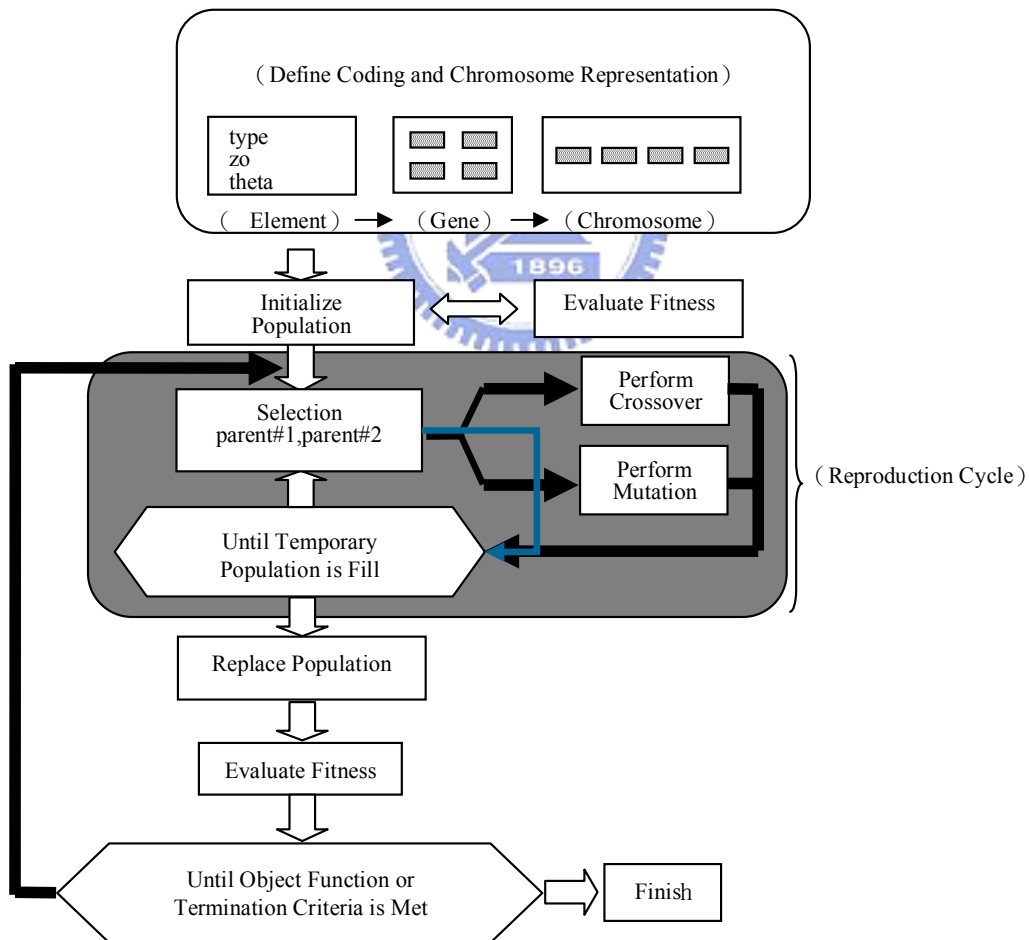 （Define Coding and Chromosome Representation）
type
zo
theta
（ Element）
（Gene）
（Chromosome）
1896
Initialize
Population
Evaluate Fitness
Selection
parent#1,parent#2
Perform
Crossover
Perform
Mutation
（Reproduction Cycle）
Until Temporary
Population is Fill
Replace Population
Evaluate Fitness
Until Object Function or
Termination Criteria is Met
Finish